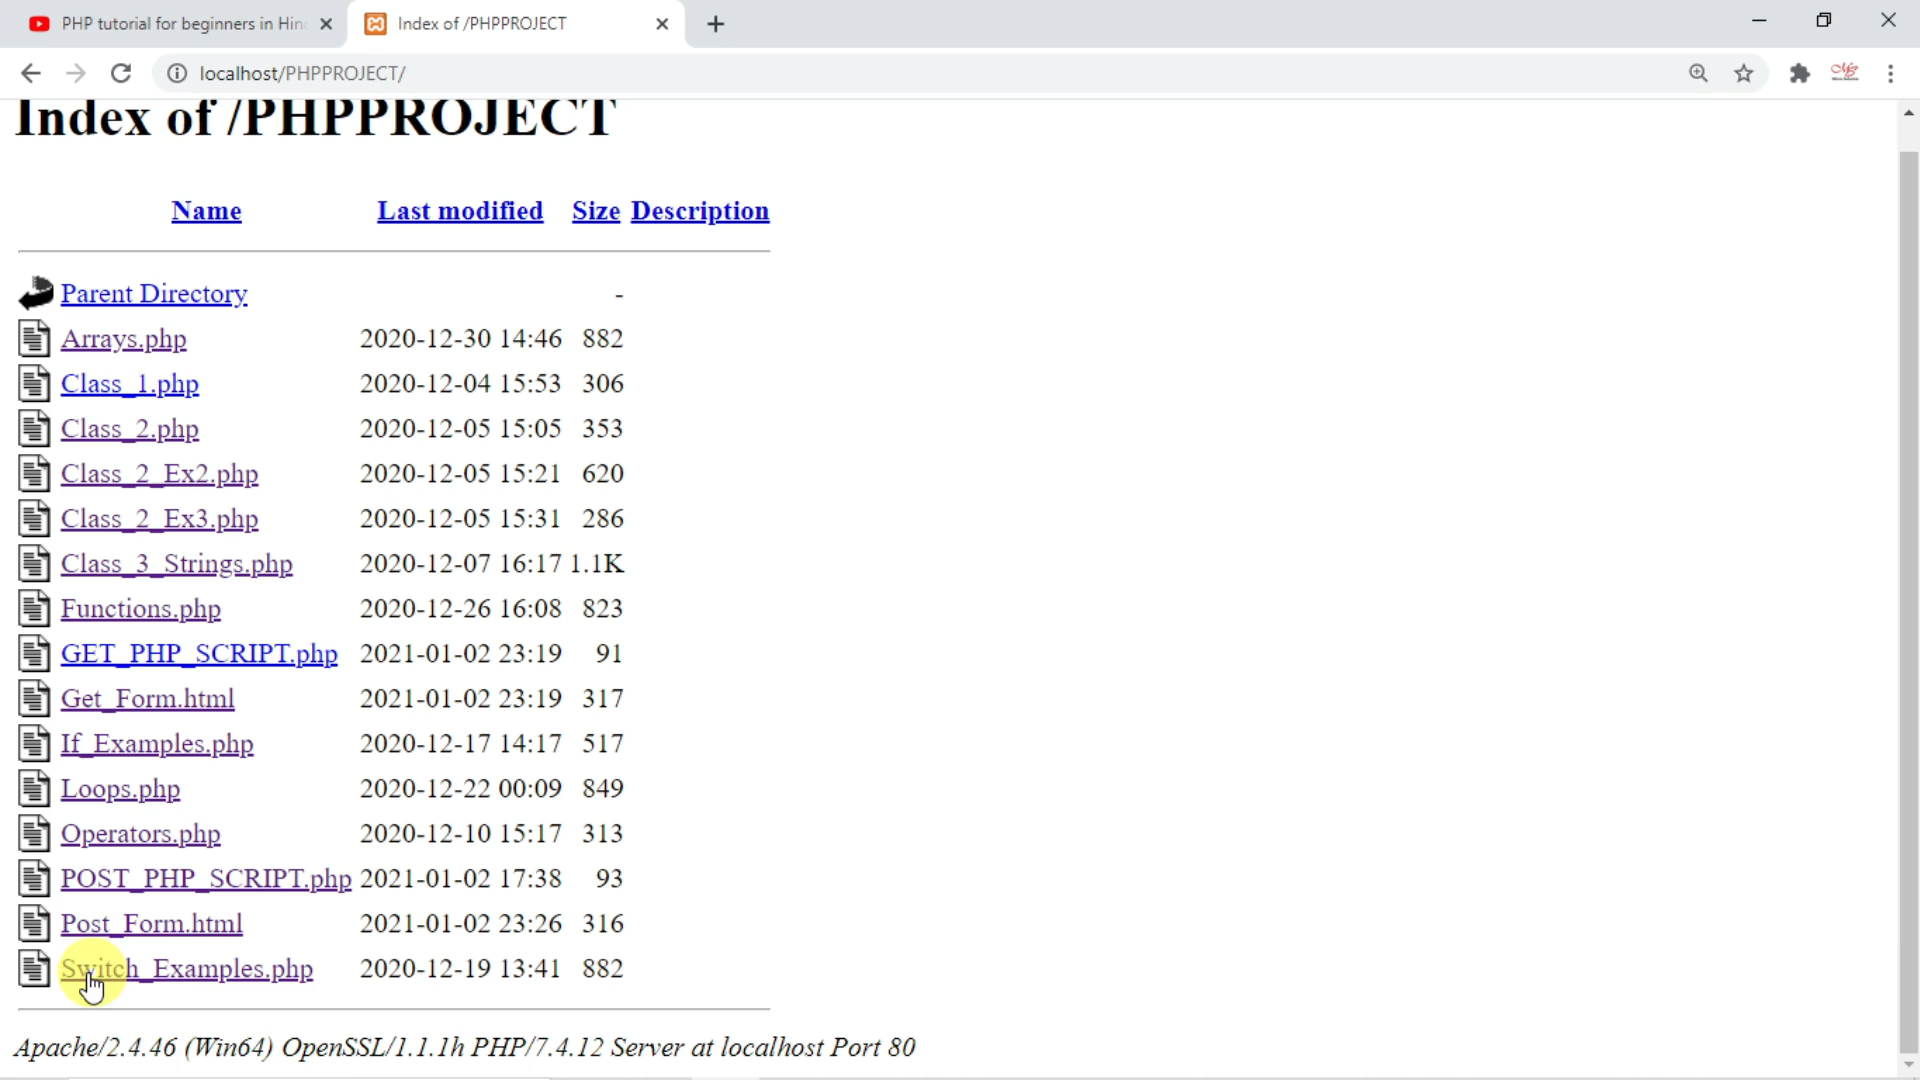 PHP tutorial for beginners in Hin
Index of /PHPPROJECT
localhost/PHPPROJECT/
Index of /PHPPROJECT
Name Last modified Size Description
Parent Directory -
Arrays.php 2020-12-30 14:46 882
Class_1.php 2020-12-04 15:53 306
Class_2.php 2020-12-05 15:05 353
Class_2_Ex2.php 2020-12-05 15:21 620
Class_2_Ex3.php 2020-12-05 15:31 286
Class_3_Strings.php 2020-12-07 16:17 1.1K
Functions.php 2020-12-26 16:08 823
GET_PHP_SCRIPT.php 2021-01-02 23:19 91
Get_Form.html 2021-01-02 23:19 317
If_Examples.php 2020-12-17 14:17 517
Loops.php 2020-12-22 00:09 849
Operators.php 2020-12-10 15:17 313
POST_PHP_SCRIPT.php 2021-01-02 17:38 93
Post_Form.html 2021-01-02 23:26 316
Switch_Examples.php 2020-12-19 13:41 882
Apache/2.4.46 (Win64) OpenSSL/1.1.1h PHP/7.4.12 Server at localhost Port 80